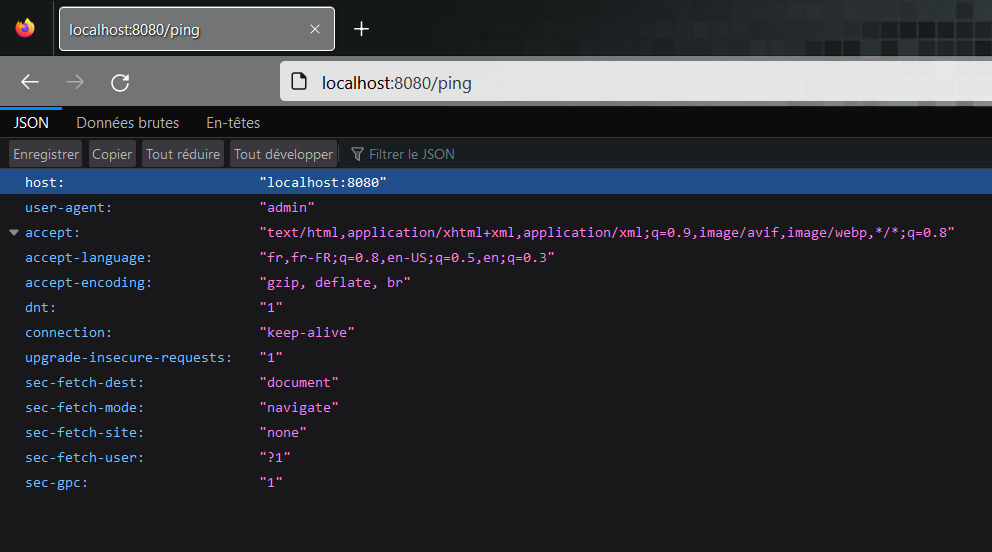 localhost:8080/ping
localhost:8080/ping
JSON Données brutes En-têtes
Enregistrer Copier Tout réduire Tout développer Filtrer le JSON
host: "localhost:8080"
user-agent: "admin"
accept: "text/html,application/xhtml+xml,application/xml;q=0.9,image/avif,image/webp,*/*;q=0.8"
accept-language: "fr,fr-FR;q=0.8,en-US;q=0.5,en;q=0.3"
accept-encoding: "gzip, deflate, br"
dnt: "1"
connection: "keep-alive"
upgrade-insecure-requests: "1"
sec-fetch-dest: "document"
sec-fetch-mode: "navigate"
sec-fetch-site: "none"
sec-fetch-user: "?1"
sec-gpc: "1"